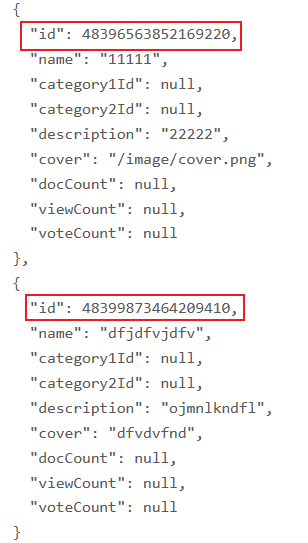 {
"id": 48396563852169220,
"name": "11111",
"category1Id": null,
"category2Id": null,
"description": "22222",
"cover": "/image/cover.png",
"docCount": null,
"viewCount": null,
"voteCount": null
},
{
"id": 48399873464209410,
"name": "dfjdfvjdfv",
"category1Id": null,
"category2Id": null,
"description": "ojmnlkndfl",
"cover": "dfvdvfnd",
"docCount": null,
"viewCount": null,
"voteCount": null
}